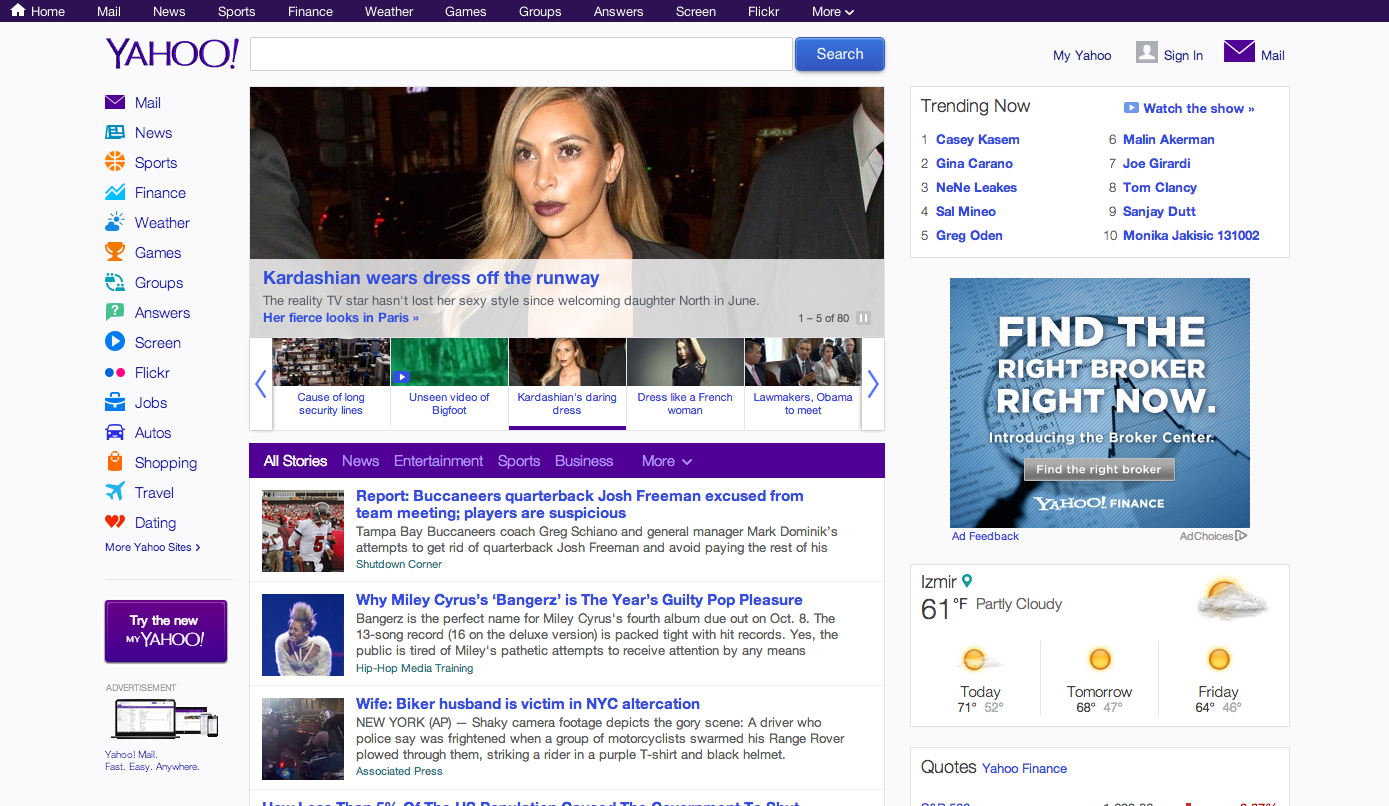 Home Mail News Sports Finance Weather Games Groups Answers Screen Flickr More
YAHOO!
Search
My Yahoo Sign In Mail
Mail
News
Sports
Finance
Weather
Games
Groups
Answers
Screen
Flickr
Jobs
Autos
Shopping
Travel
Dating
More Yahoo Sites >
Try the new
MY YAHOO!
ADVERTISEMENT
Yahoo! Mail.
Fast. Easy. Anywhere.
Kardashian wears dress off the runway
The reality TV star hasn't lost her sexy style since welcoming daughter North in June.
Her fierce looks in Paris »
1 – 5 of 80
Cause of long
security lines
Unseen video of
Bigfoot
Kardashian's daring
dress
Dress like a French
woman
Lawmakers, Obama
to meet
All Stories News Entertainment Sports Business More
Report: Buccaneers quarterback Josh Freeman excused from
team meeting; players are suspicious
Tampa Bay Buccaneers coach Greg Schiano and general manager Mark Dominik's
attempts to get rid of quarterback Josh Freeman and avoid paying the rest of his
Shutdown Corner
Why Miley Cyrus's ‘Bangerz’ is The Year's Guilty Pop Pleasure
Bangerz is the perfect name for Miley Cyrus's fourth album due out on Oct. 8. The
13-song record (16 on the deluxe version) is packed tight with hit records. Yes, the
public is tired of Miley's pathetic attempts to receive attention by any means
Hip-Hop Media Training
Wife: Biker husband is victim in NYC altercation
NEW YORK (AP) — Shaky camera footage depicts the gory scene: A driver who
police say was frightened when a group of motorcyclists swarmed his Range Rover
plowed through them, striking a rider in a purple T-shirt and black helmet.
Associated Press
How Less Than 5% Of The US Population Caused The Government To Shut
Trending Now
Watch the show »
1 Casey Kasem
2 Gina Carano
3 NeNe Leakes
4 Sal Mineo
5 Greg Oden
6 Malin Akerman
7 Joe Girardi
8 Tom Clancy
9 Sanjay Dutt
10 Monika Jakisic 131002
FIND THE
RIGHT BROKER
RIGHT NOW.
Introducing the Broker Center.
Find the right broker
YAHOO! FINANCE
Ad Feedback
AdChoices
Izmir
61 °F Partly Cloudy
Today
71° 52°
Tomorrow
68° 47°
Friday
64° 46°
Quotes Yahoo Finance
S&P 500